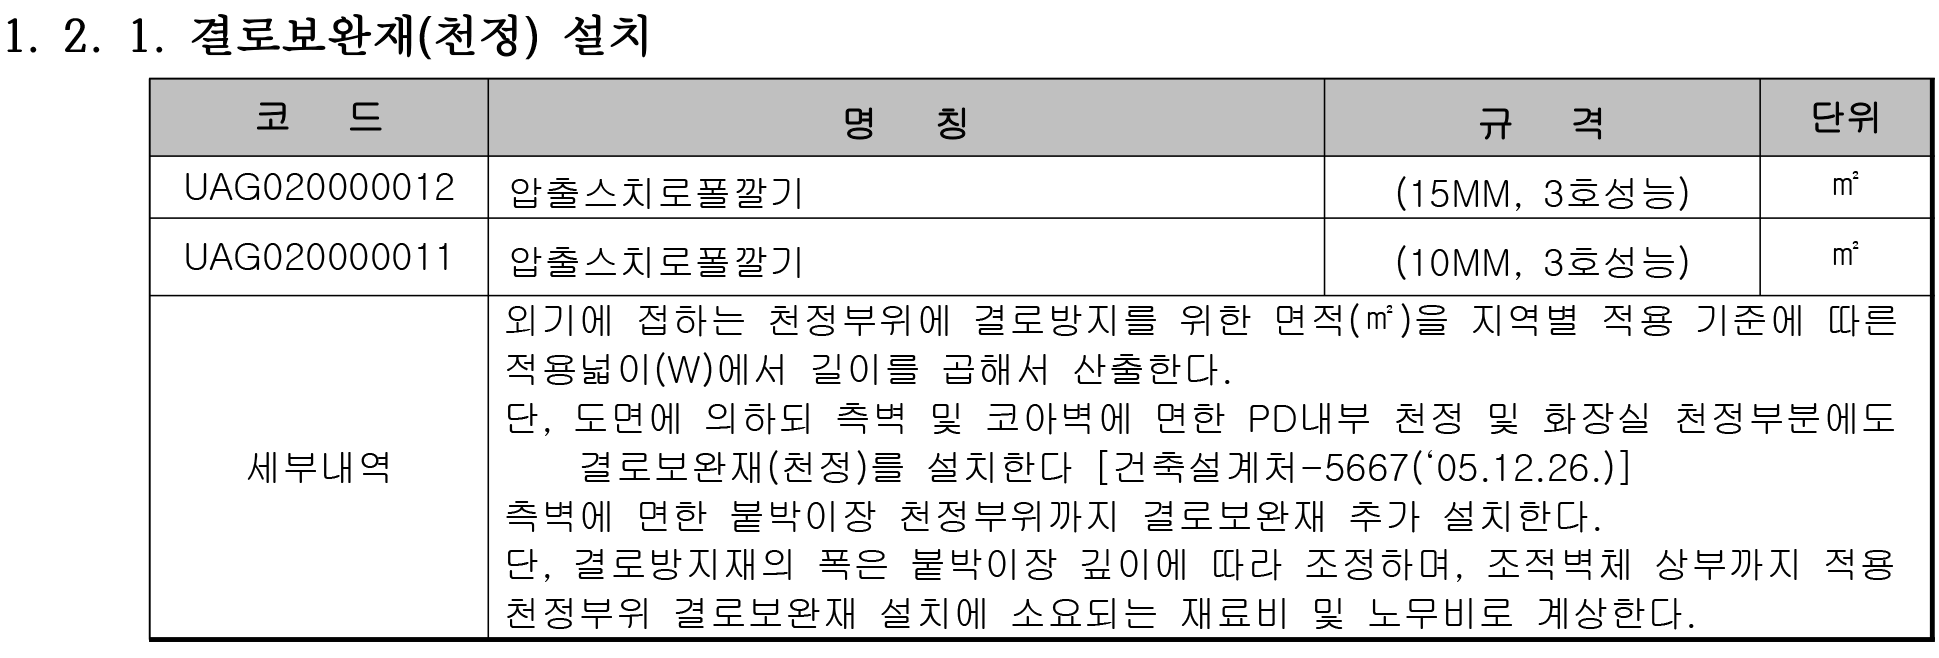 1. 2. 1. 결로보완재(천정) 설치
코 드 명 칭 규 격 단위
UAG020000012 압출스치로폴깔기 (15MM, 3호성능) ㎡
UAG020000011 압출스치로폴깔기 (10MM, 3호성능) ㎡
세부내역
외기에 접하는 천정부위에 결로방지를 위한 면적(㎡)을 지역별 적용 기준에 따른
적용넓이(W)에서 길이를 곱해서 산출한다.
단, 도면에 의하되 측벽 및 코아벽에 면한 PD내부 천정 및 화장실 천정부분에도
결로보완재(천정)를 설치한다 [건축설계처-5667(‘05.12.26.)]
측벽에 면한 붙박이장 천정부위까지 결로보완재 추가 설치한다.
단, 결로방지재의 폭은 붙박이장 깊이에 따라 조정하며, 조적벽체 상부까지 적용
천정부위 결로보완재 설치에 소요되는 재료비 및 노무비로 계상한다.